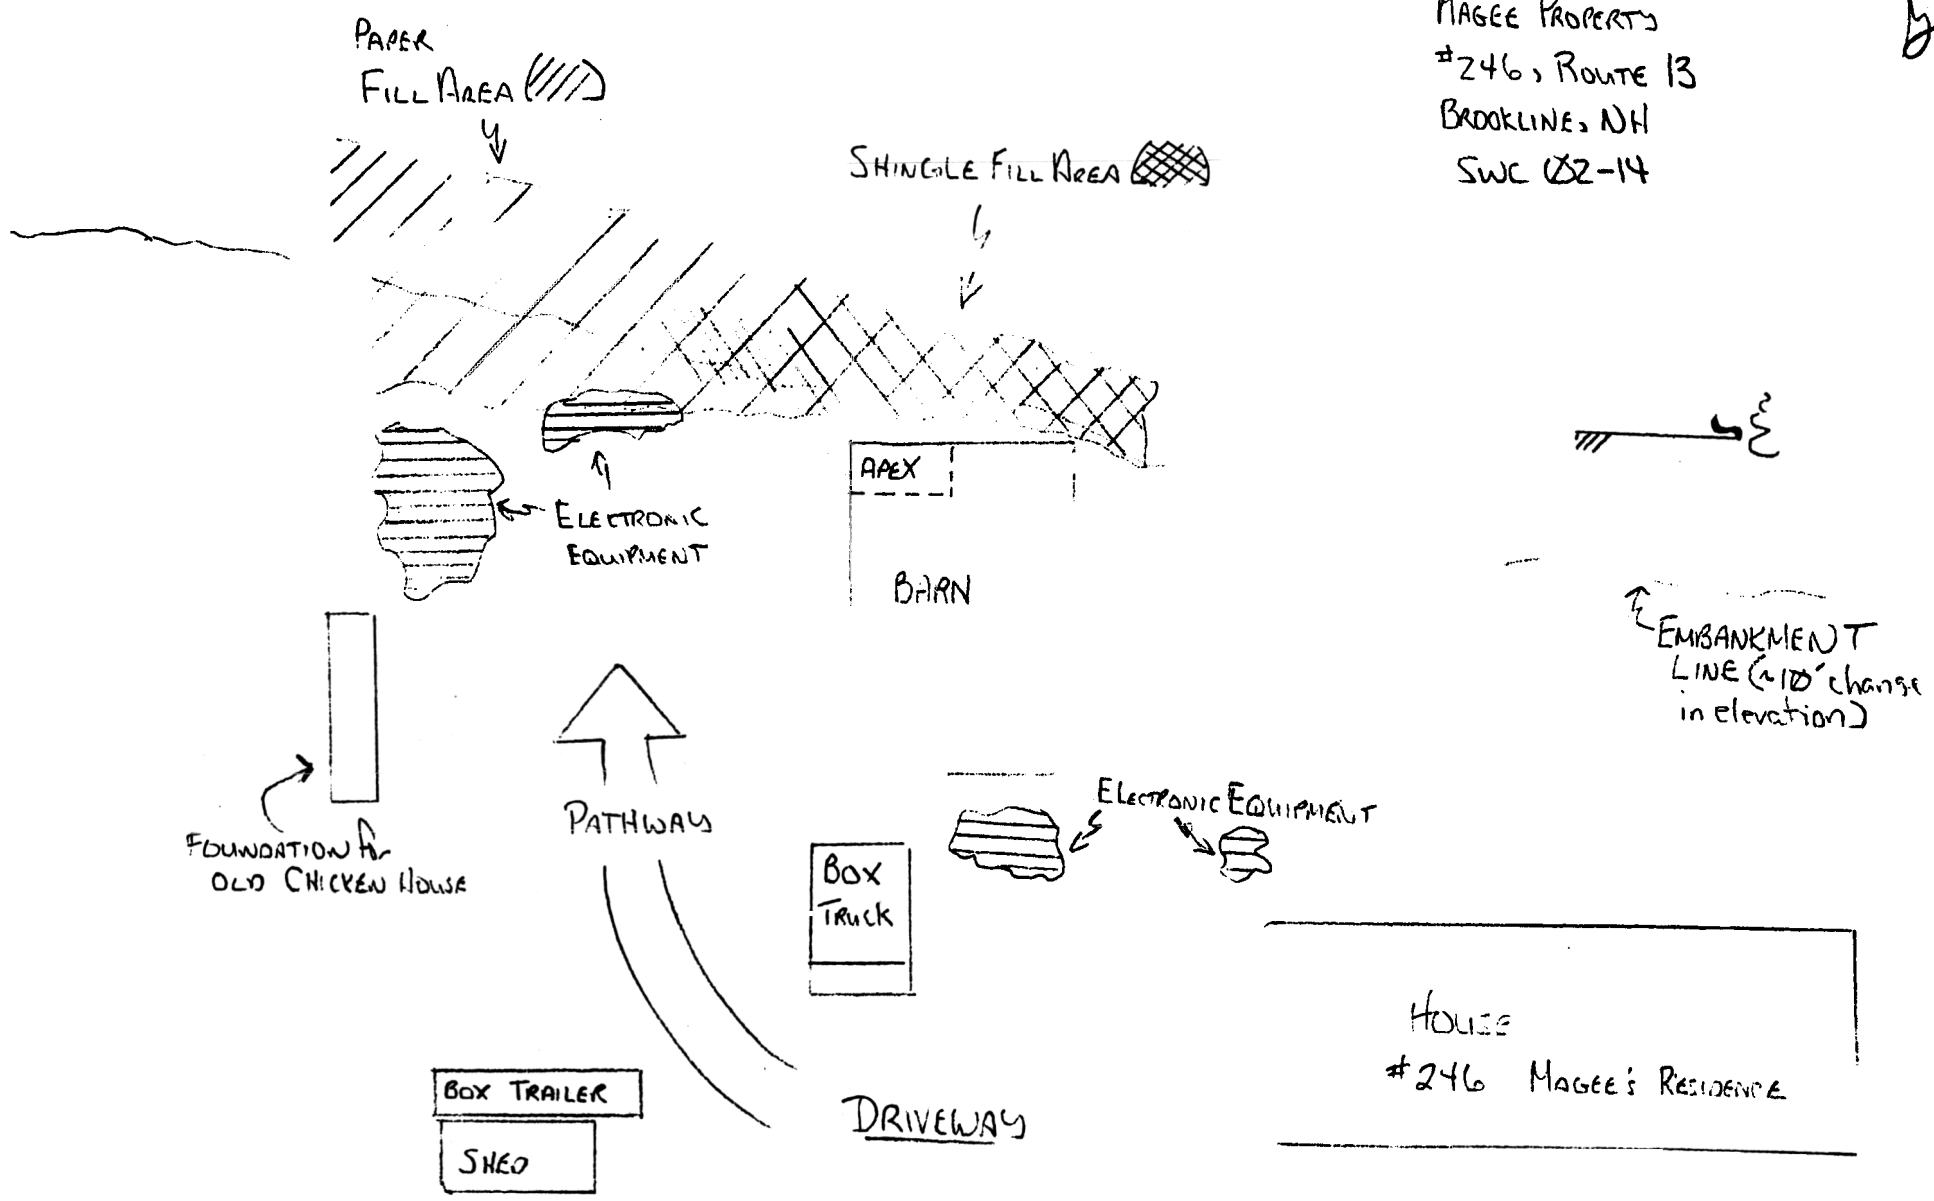 PAPER
FILL AREA
MAGEE PROPERTY
#246, ROUTE 13
BROOKLINE, NH
SWC 02-14
SHINGLE FILL AREA
APEX
ELECTRONIC
EQUIPMENT
BARN
EMBANKMENT
LINE (~10' change
in elevation)
PATHWAY
ELECTRONIC EQUIPMENT
FOUNDATION for
OLD CHICKEN HOUSE
BOX
TRUCK
HOUSE
#246 MAGEE'S RESIDENCE
BOX TRAILER
DRIVEWAY
SHED